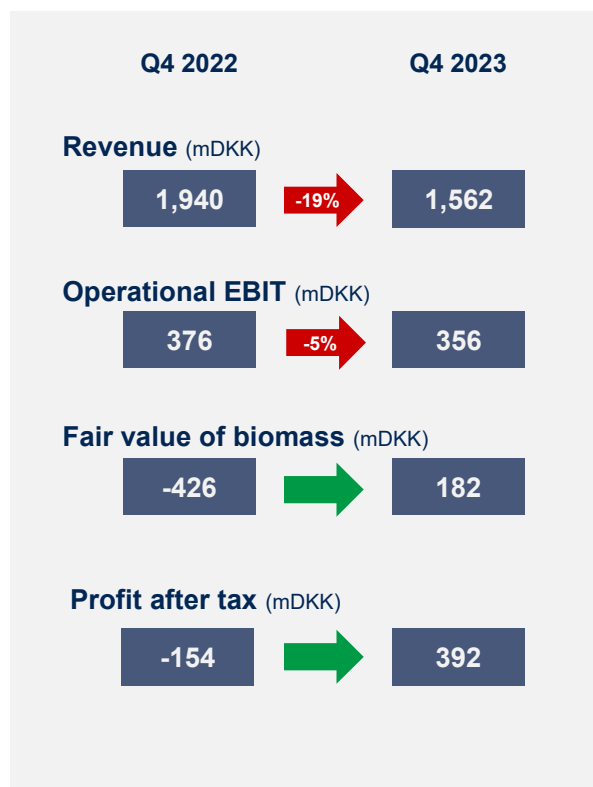 Q4 2022 Q4 2023
Revenue (mDKK)
1,940 -19% 1,562
Operational EBIT (mDKK)
376 -5% 356
Fair value of biomass (mDKK)
-426 182
Profit after tax (mDKK)
-154 392